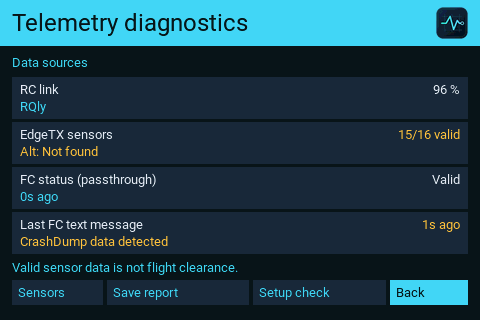 Telemetry diagnostics
Data sources
RC link 96 %
RQly
EdgeTX sensors 15/16 valid
Alt: Not found
FC status (passthrough) Valid
0s ago
Last FC text message 1s ago
CrashDump data detected
Valid sensor data is not flight clearance.
Sensors Save report Setup check Back